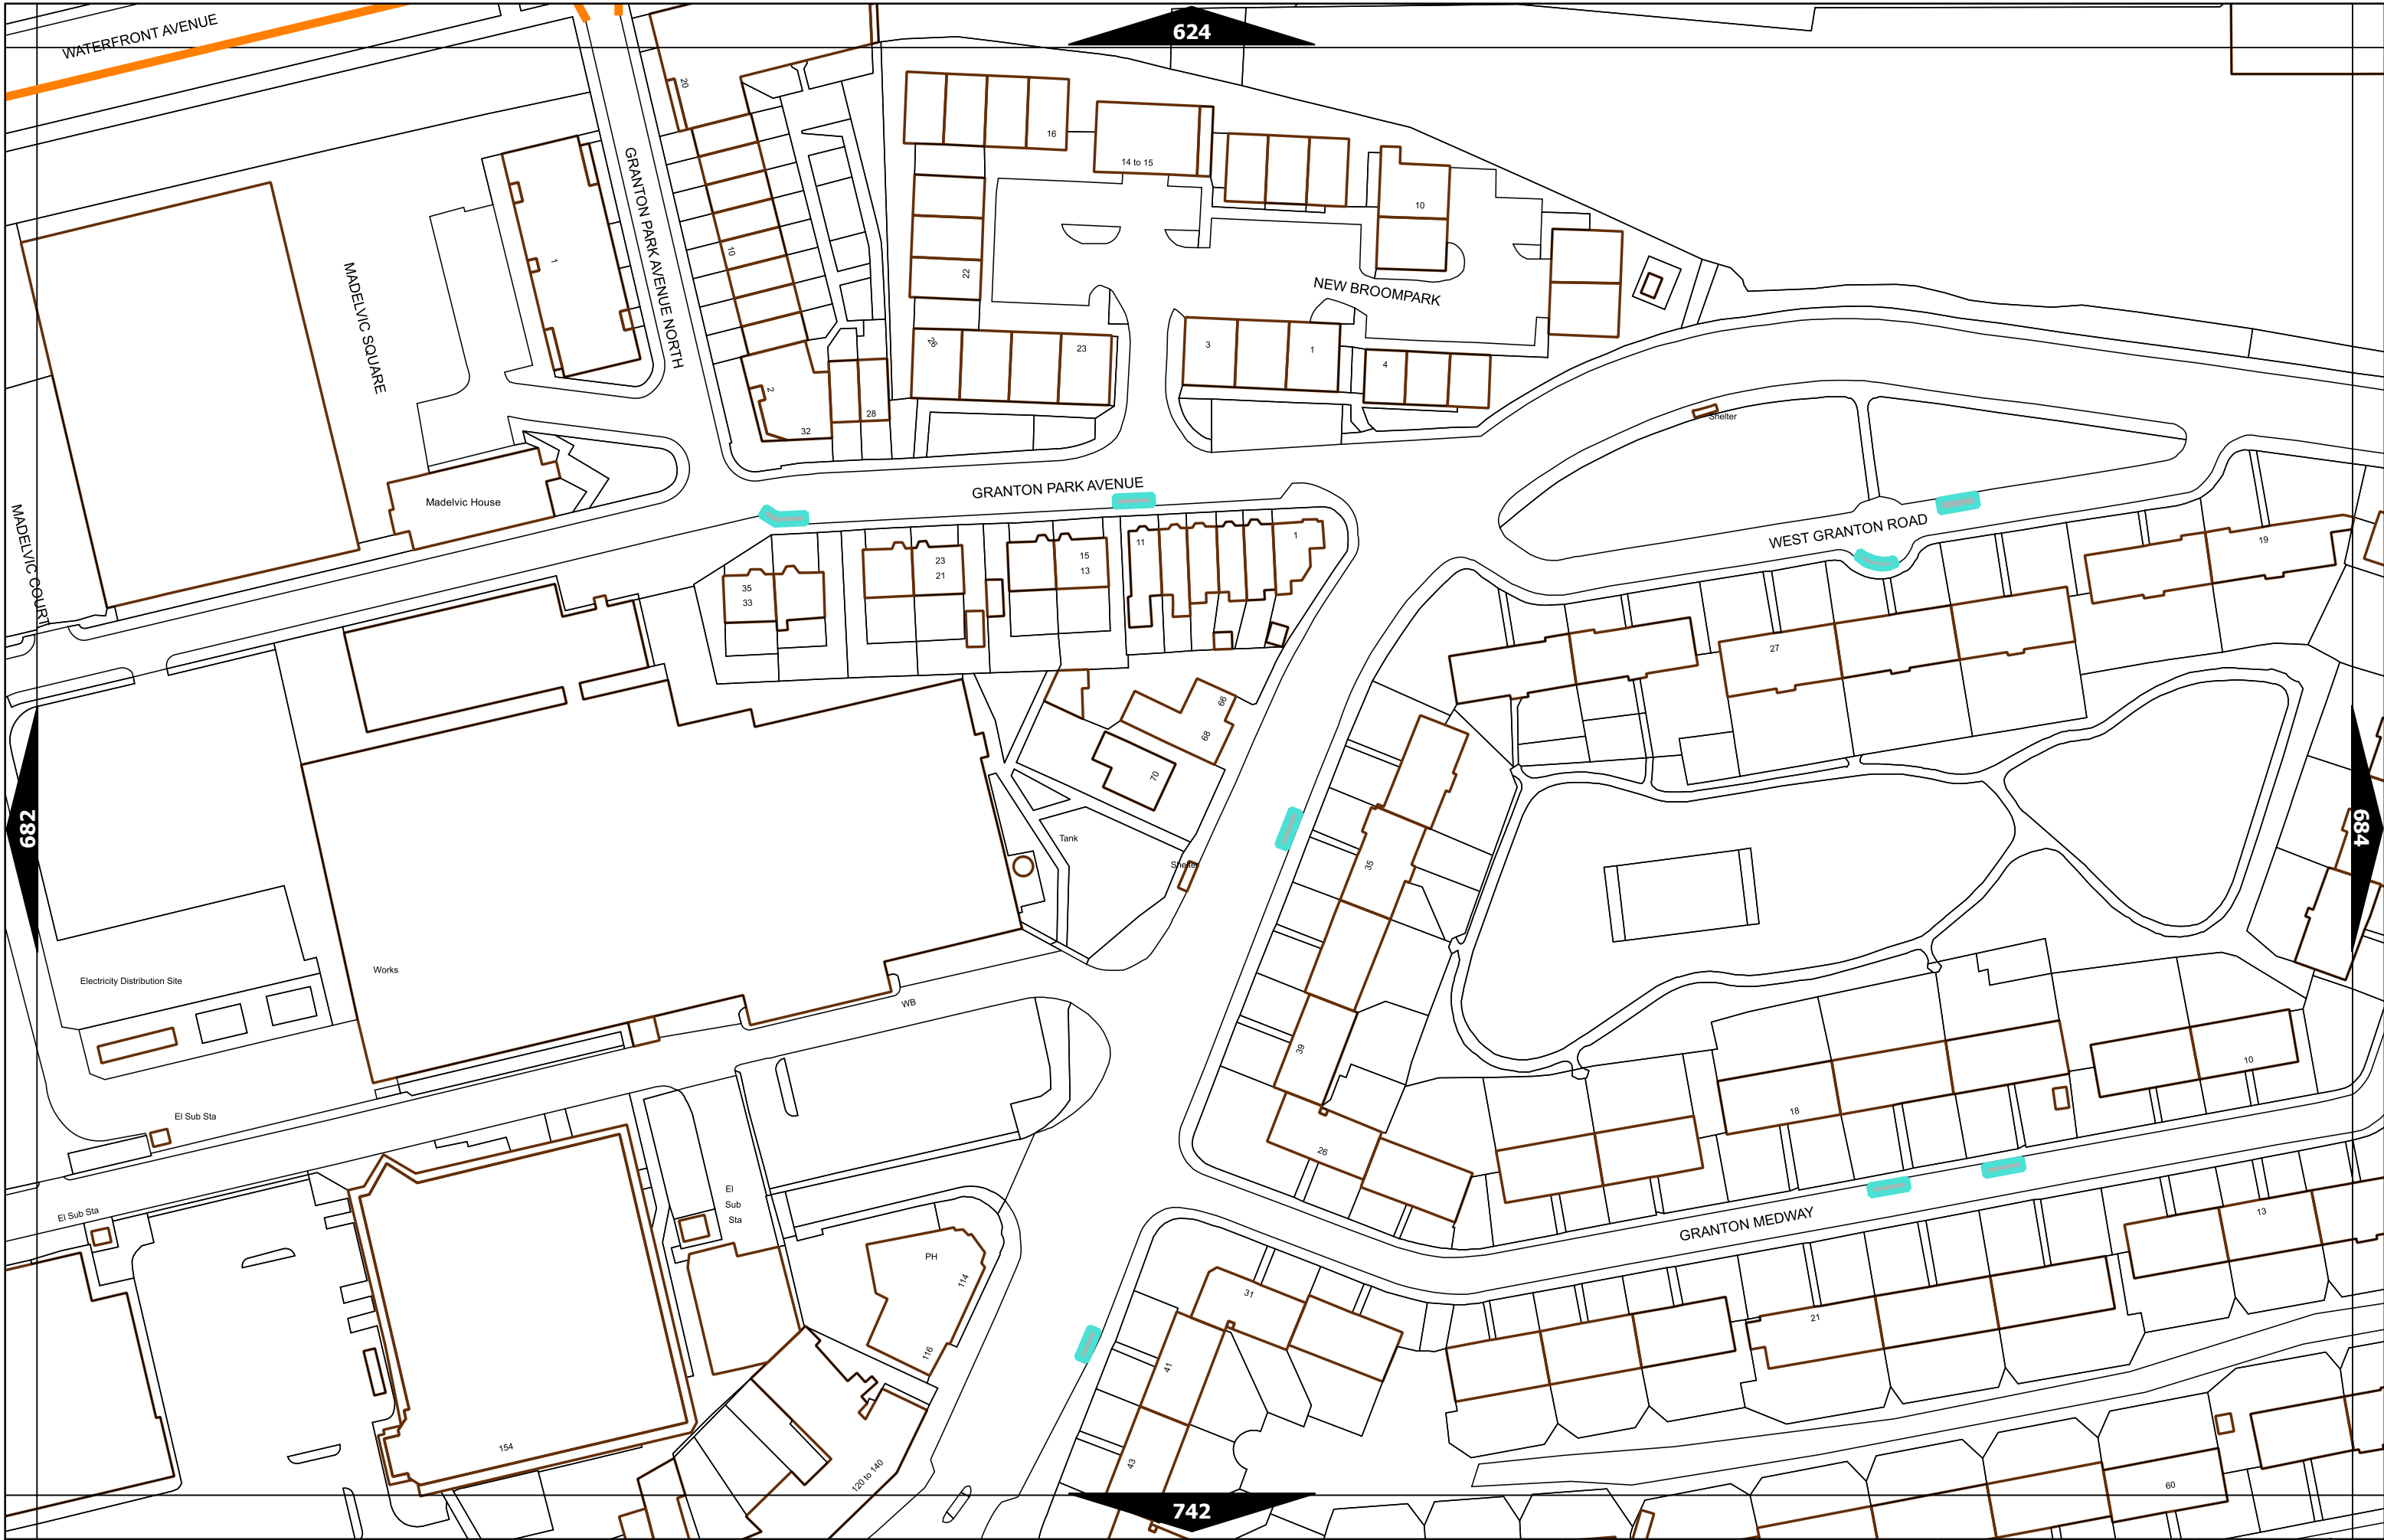 624
WATERFRONT AVENUE
20
16
14 to 15
GRANTON PARK AVENUE NORTH
10
10
1
22
MADELVIC SQUARE
NEW BROOMPARK
26
23
3
1
4
2
28
32
Shelter
Madelvic House
GRANTON PARK AVENUE
WEST GRANTON ROAD
MADELVIC COURT
11
1
19
23
21
15
13
35
33
27
66
68
70
682
684
Tank
Shelter
35
Works
Electricity Distribution Site
WB
39
10
18
El Sub Sta
26
El Sub Sta
El
Sub
Sta
GRANTON MEDWAY
13
PH
114
31
21
116
41
154
43
120 to 140
60
742